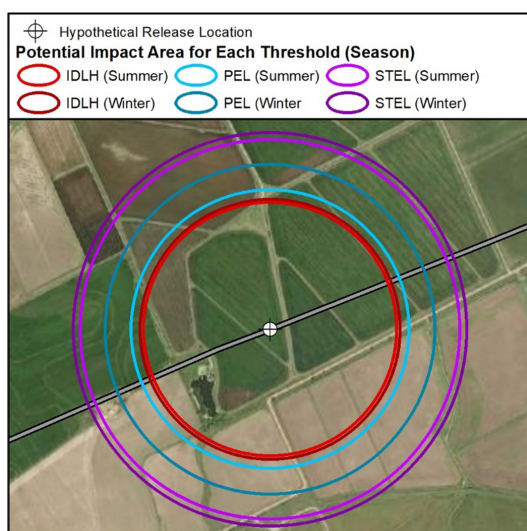 Hypothetical Release Location
Potential Impact Area for Each Threshold (Season)
IDLH (Summer) PEL (Summer) STEL (Summer)
IDLH (Winter) PEL (Winter STEL (Winter)